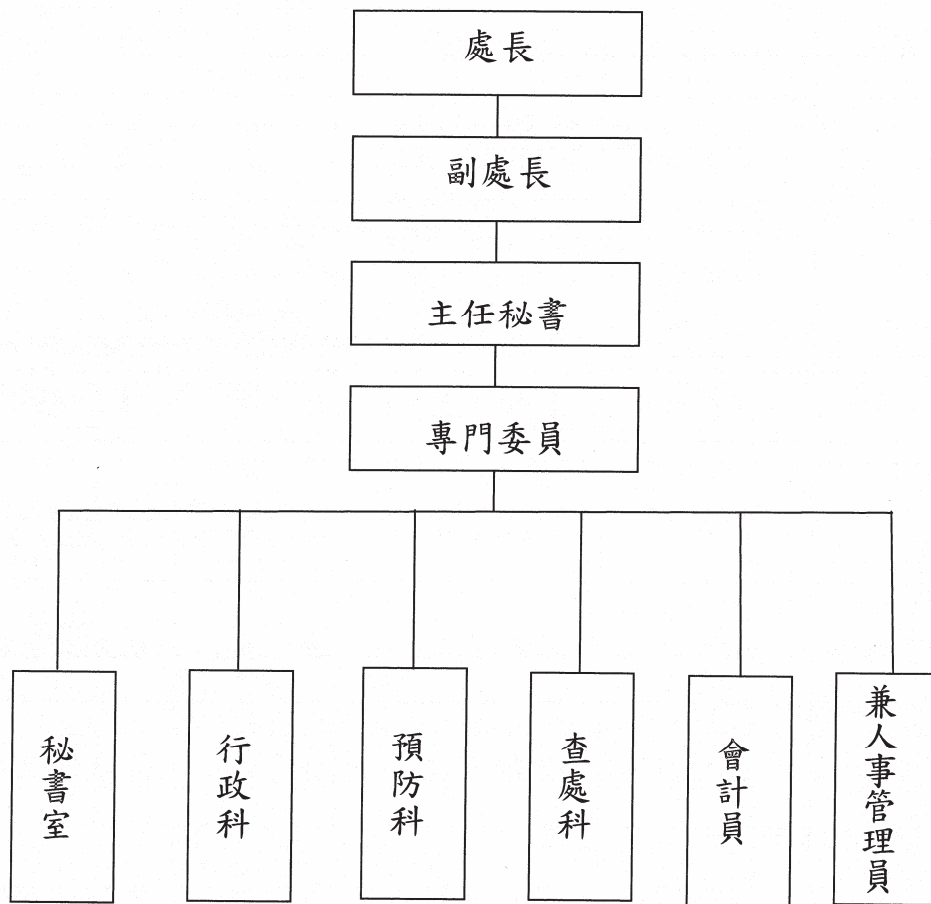 處長
副處長
主任秘書
專門委員
秘書室
行政科
預防科
查處科
會計員
兼人事管理員